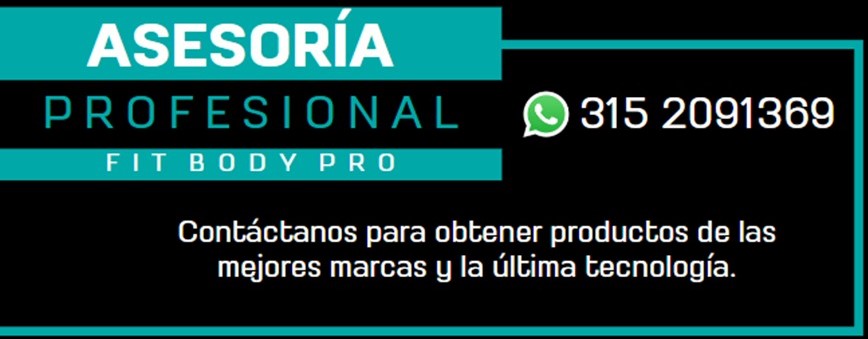 ASESORÍA
PROFESIONAL
FIT BODY PRO
315 2091369
Contáctanos para obtener productos de las
mejores marcas y la última tecnología.